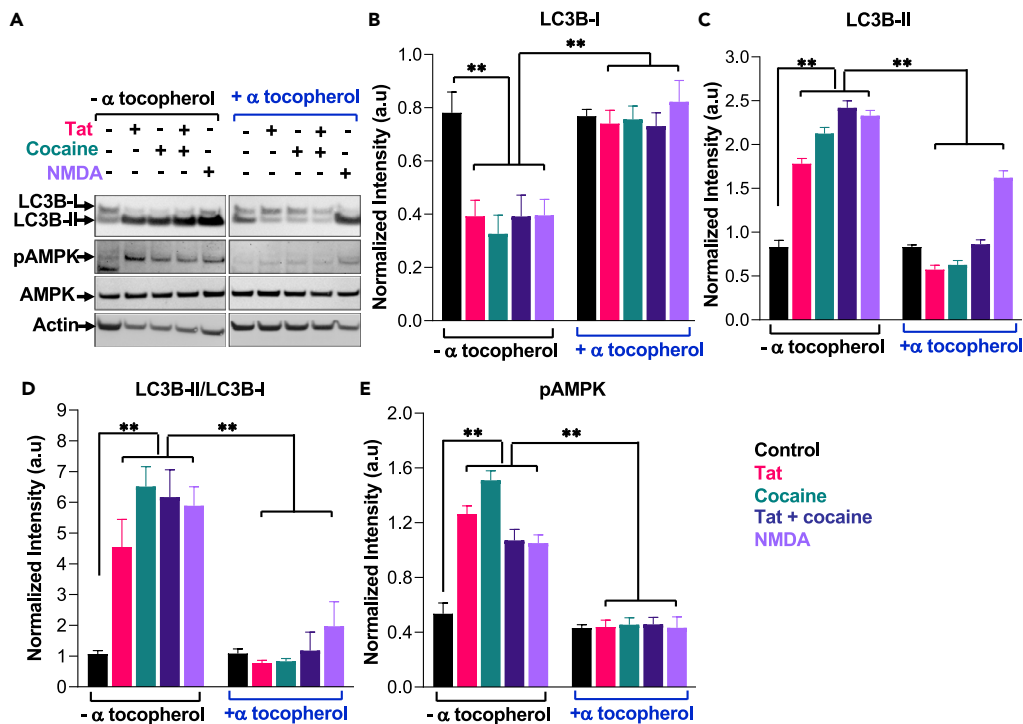 A
- α tocopherol
+ α tocopherol
Tat - + - + - - + - + -
Cocaine - - + + - - - + + -
NMDA - - - - + - - - - +
LC3B-I
LC3B-II
pAMPK
AMPK
Actin
B
LC3B-I
Normalized Intensity (a.u)
1.0
0.8
0.6
0.4
0.2
0.0
**
**
- α tocopherol
+ α tocopherol
C
LC3B-II
Normalized Intensity (a.u)
3.0
2.5
2.0
1.5
1.0
0.5
0.0
**
**
- α tocopherol
+α tocopherol
D
LC3B-II/LC3B-I
Normalized Intensity (a.u)
9
8
7
6
5
4
3
2
1
0
**
**
- α tocopherol
+α tocopherol
E
pAMPK
Normalized Intensity (a.u)
2.0
1.6
1.2
0.8
0.4
0.0
**
**
- α tocopherol
+α tocopherol
Control
Tat
Cocaine
Tat + cocaine
NMDA